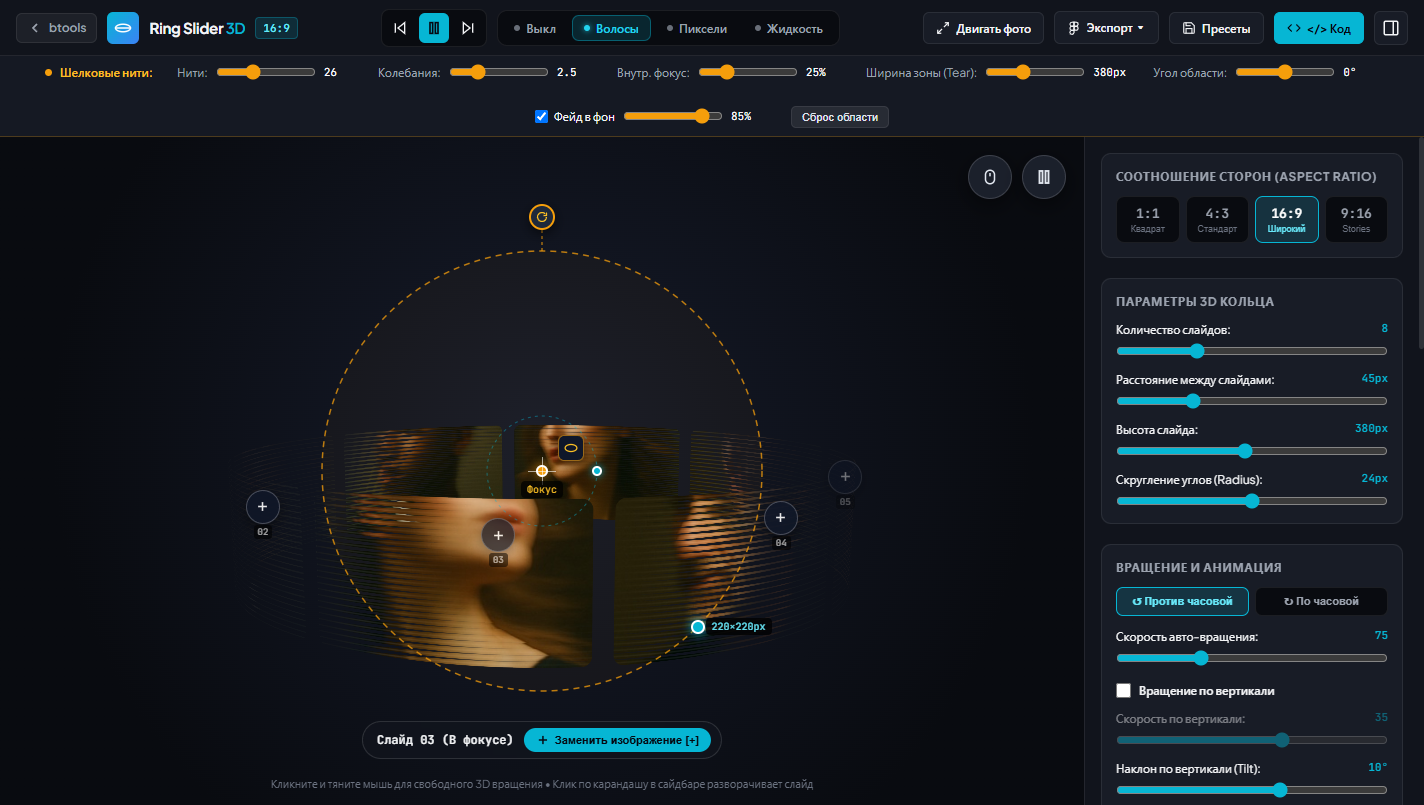 btools
Ring Slider 3D
16:9
Выкл
Волосы
Пиксели
Жидкость
Двигать фото
Экспорт
Пресеты
</> Код
Шелковые нити:
Нити:
26
Колебания:
2.5
Внутр. фокус:
25%
Ширина зоны (Tear):
380px
Угол области:
0°
Фейд в фон
85%
Сброс области
Фокус
02
03
04
05
220×220px
Слайд 03 (В фокусе)
+ Заменить изображение [+]
Кликните и тяните мышь для свободного 3D вращения • Клик по карандашу в сайдбаре разворачивает слайд
СООТНОШЕНИЕ СТОРОН (ASPECT RATIO)
1:1
Квадрат
4:3
Стандарт
16:9
Широкий
9:16
Stories
ПАРАМЕТРЫ 3D КОЛЬЦА
Количество слайдов:
8
Расстояние между слайдами:
45px
Высота слайда:
380px
Скругление углов (Radius):
24px
ВРАЩЕНИЕ И АНИМАЦИЯ
↺ Против часовой
↻ По часовой
Скорость авто-вращения:
75
Вращение по вертикали
Скорость по вертикали:
35
Наклон по вертикали (Tilt):
10°